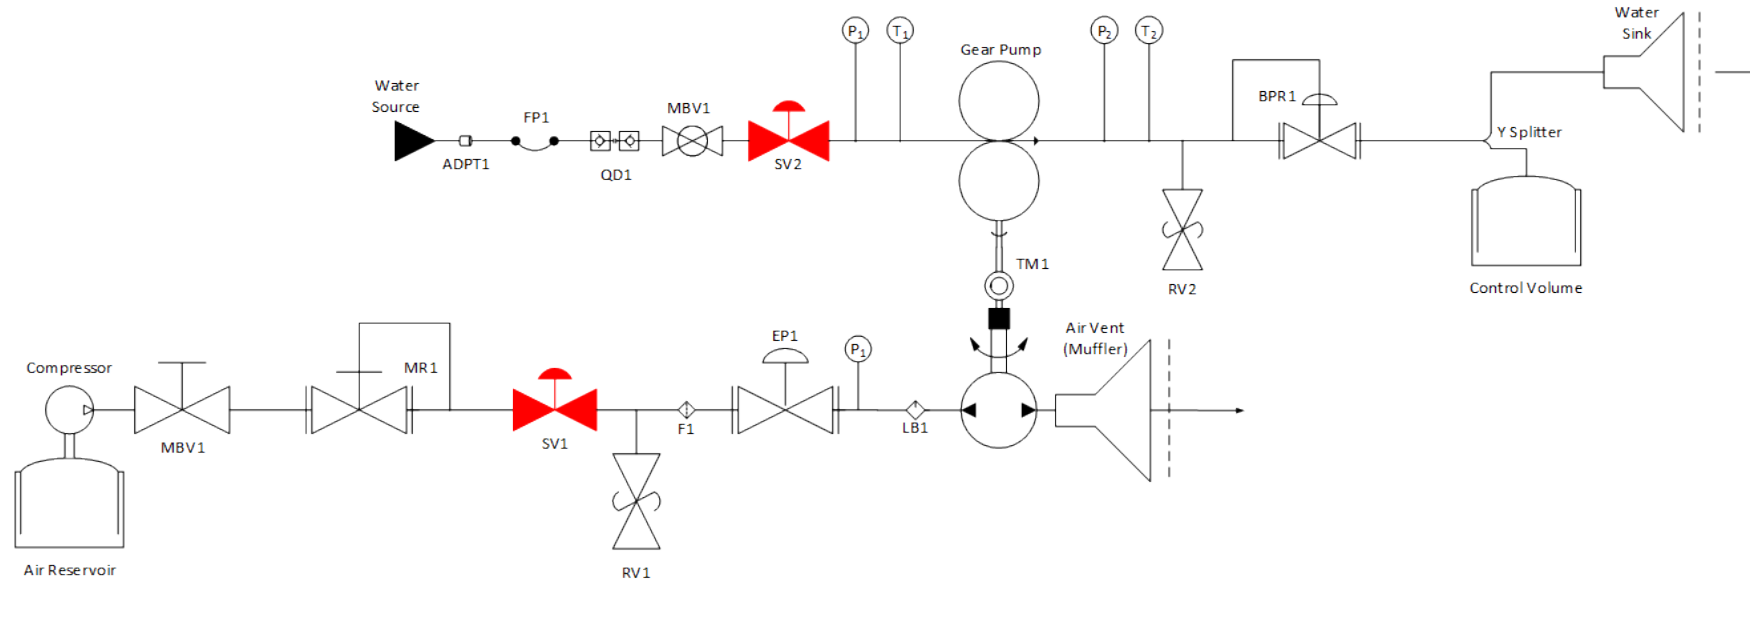 Water
Sink
P1
T1
P2
T2
Gear Pump
Water
Source
BPR1
MBV1
FP1
Y Splitter
ADPT1
SV2
QD1
TM1
RV2
Control Volume
Air Vent
(Muffler)
EP1
P1
Compressor
MR1
LB1
F1
SV1
MBV1
Air Reservoir
RV1